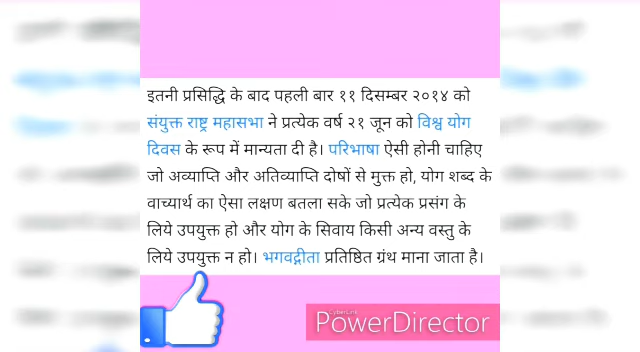 इतनी प्रसिद्धि के बाद पहली बार ११ दिसम्बर २०१४ को
संयुक्त राष्ट्र महासभा ने प्रत्येक वर्ष २१ जून को विश्व योग
दिवस के रूप में मान्यता दी है। परिभाषा ऐसी होनी चाहिए
जो अव्याप्ति और अतिव्याप्ति दोषों से मुक्त हो, योग शब्द के
वाच्यार्थ का ऐसा लक्षण बतला सके जो प्रत्येक प्रसंग के
लिये उपयुक्त हो और योग के सिवाय किसी अन्य वस्तु के
लिये उपयुक्त न हो। भगवद्गीता प्रतिष्ठित ग्रंथ माना जाता है।
CyberLink
PowerDirector